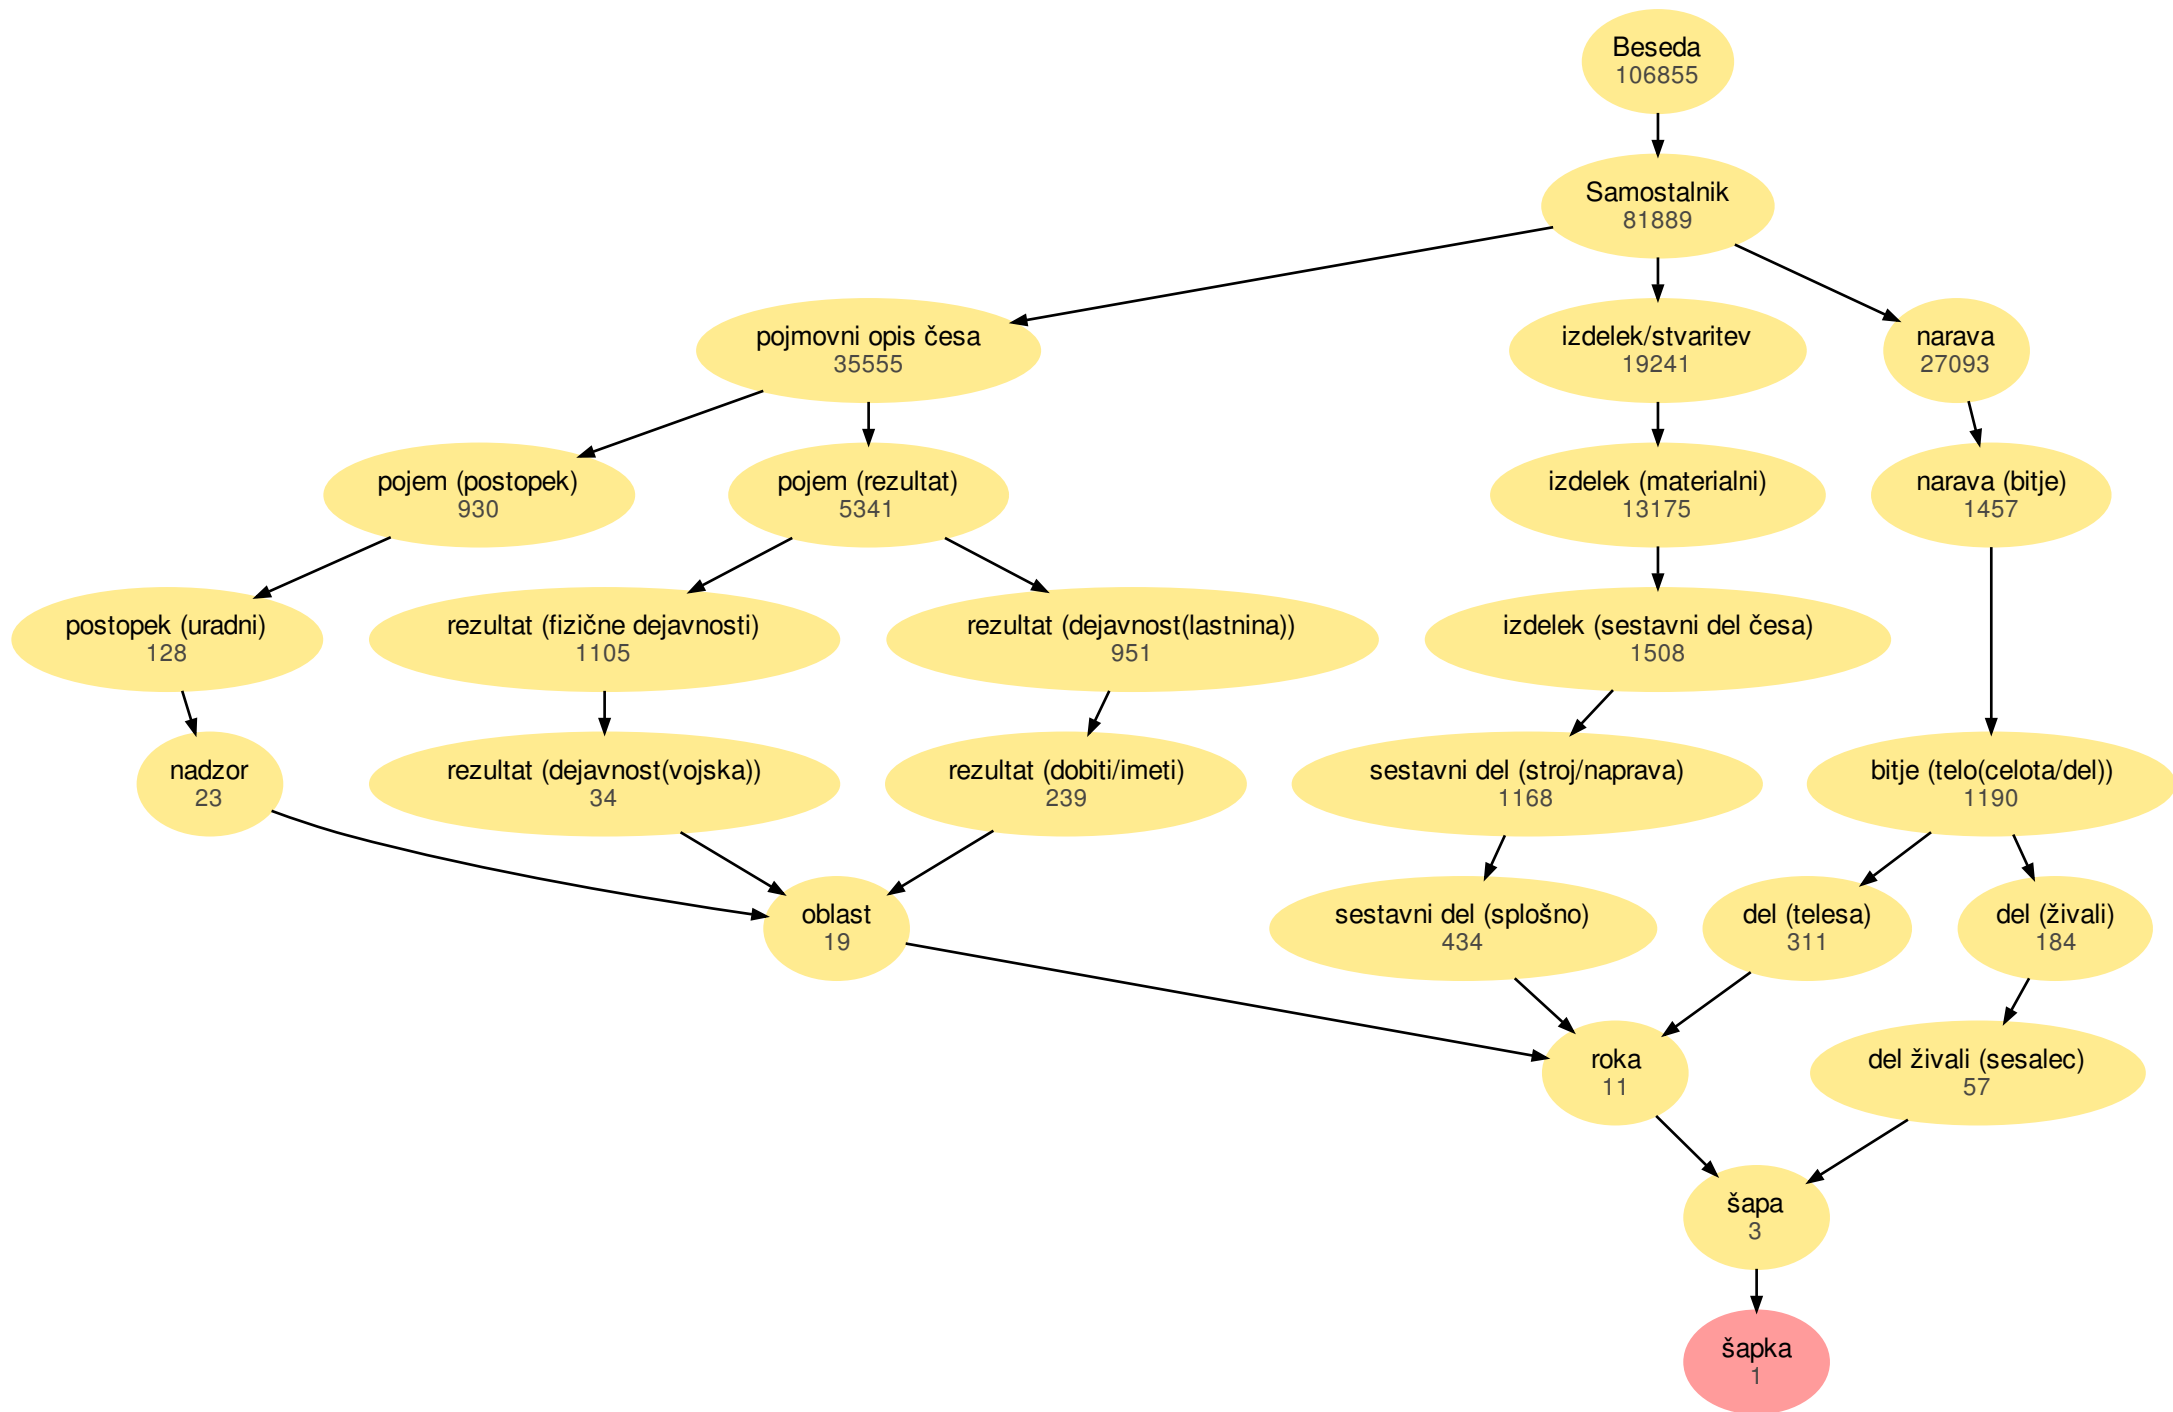 Beseda
106855
Samostalnik
81889
pojmovni opis česa
35555
izdelek/stvaritev
19241
narava
27093
pojem (postopek)
930
pojem (rezultat)
5341
izdelek (materialni)
13175
narava (bitje)
1457
postopek (uradni)
128
rezultat (fizične dejavnosti)
1105
rezultat (dejavnost(lastnina))
951
izdelek (sestavni del česa)
1508
nadzor
23
rezultat (dejavnost(vojska))
34
rezultat (dobiti/imeti)
239
sestavni del (stroj/naprava)
1168
bitje (telo(celota/del))
1190
oblast
19
sestavni del (splošno)
434
del (telesa)
311
del (živali)
184
roka
11
del živali (sesalec)
57
šapa
3
šapka
1